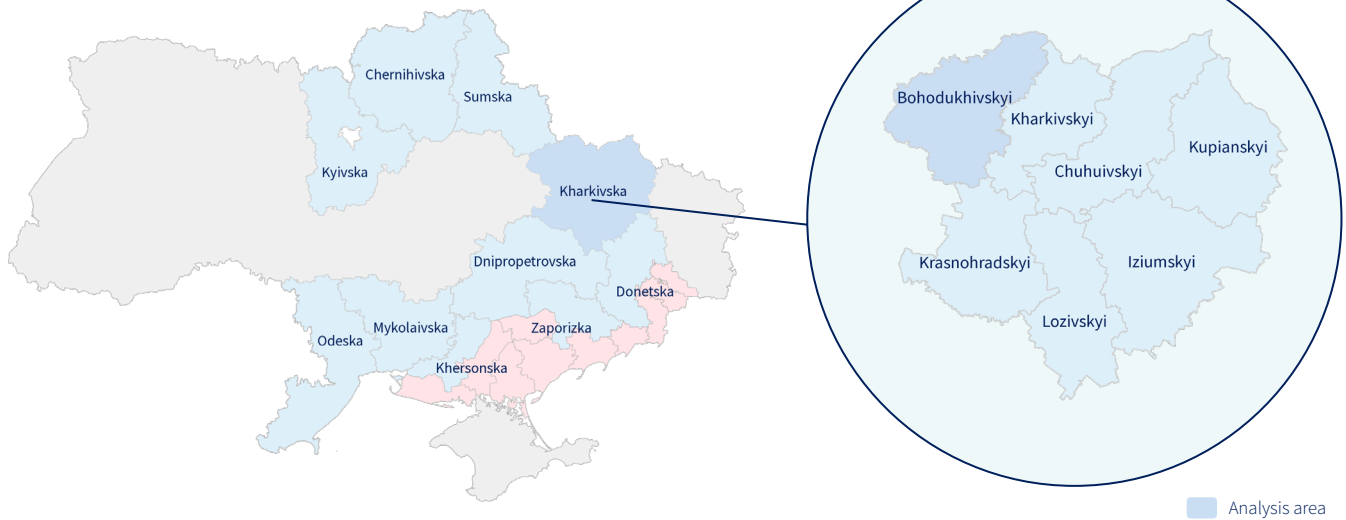 Chernihivska
Sumska
Kyivska
Kharkivska
Dnipropetrovska
Donetska
Zaporizka
Mykolaivska
Odeska
Khersonska
Bohodukhivskyi
Kharkivskyi
Kupianskyi
Chuhuivskyi
Krasnohradskyi
Iziumskyi
Lozivskyi
Analysis area